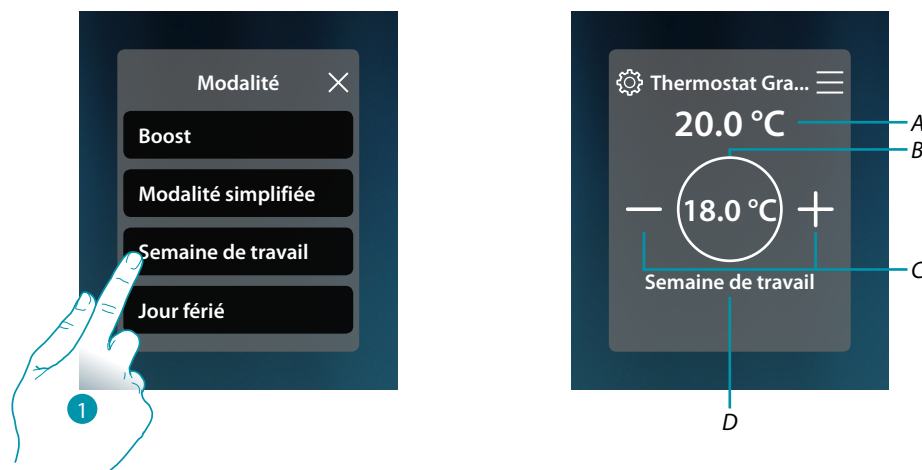 Modalité
Boost
Modalité simplifiée
Semaine de travail
Jour férié
1
Thermostat Gra...
20.0 °C
A
B
18.0 °C
C
Semaine de travail
D